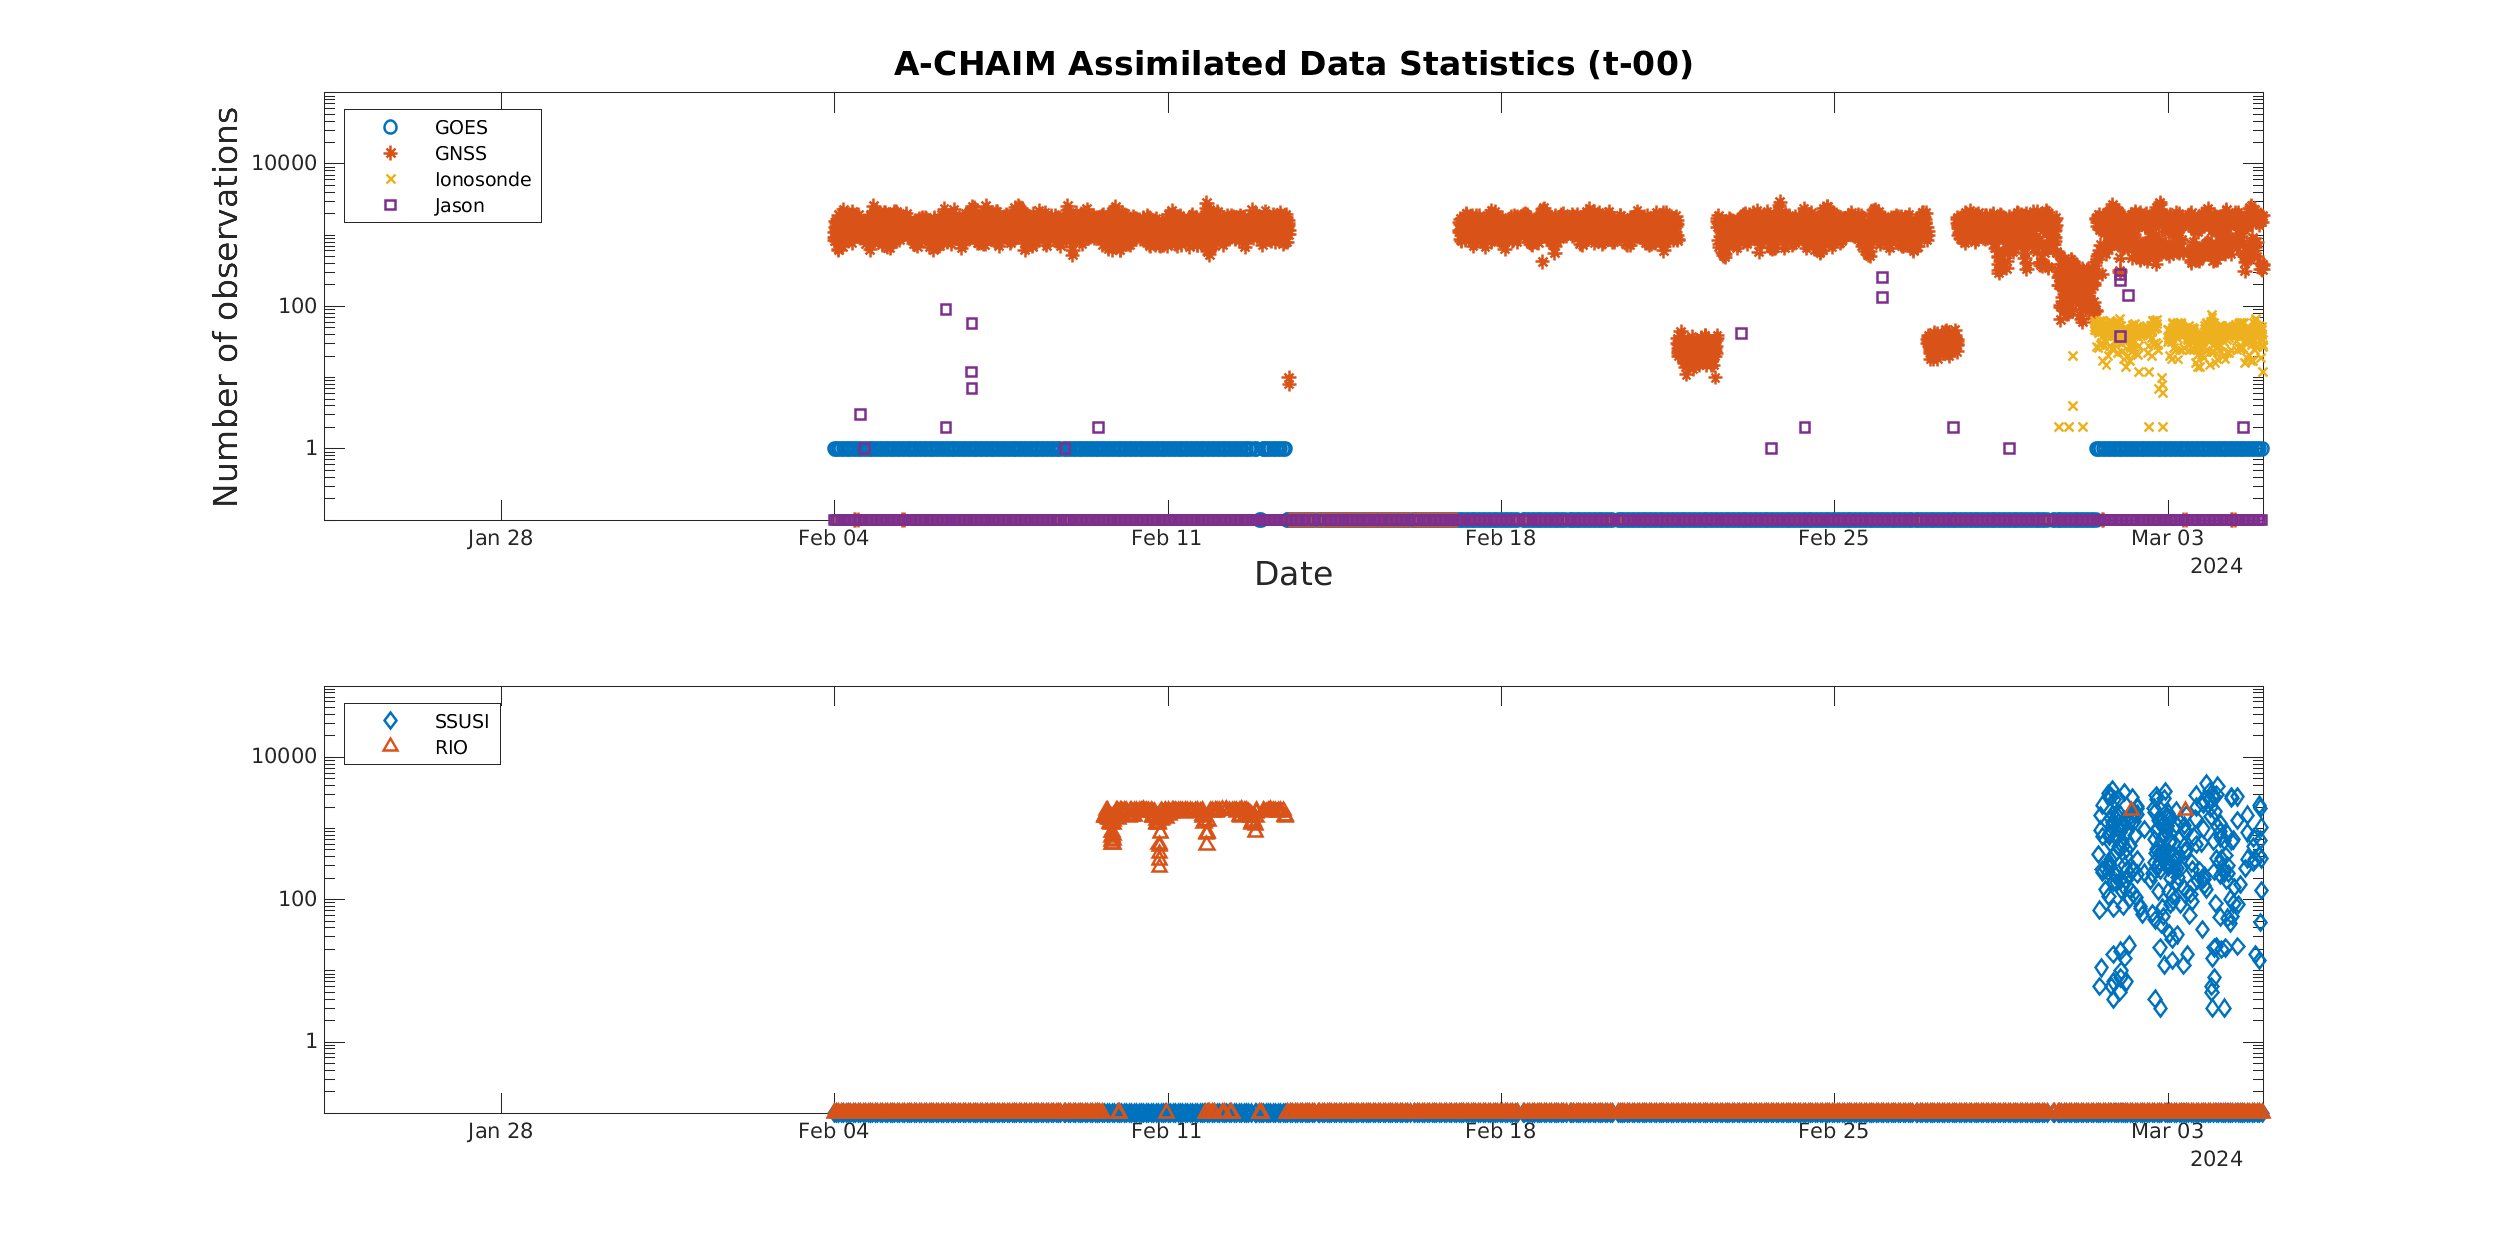 A-CHAIM Assimilated Data Statistics (t-00)
Number of observations
GOES
GNSS
Ionosonde
Jason
10000
100
1
Jan 28
Feb 04
Feb 11
Feb 18
Feb 25
Mar 03
2024
Date
SSUSI
RIO
10000
100
1
Jan 28
Feb 04
Feb 11
Feb 18
Feb 25
Mar 03
2024